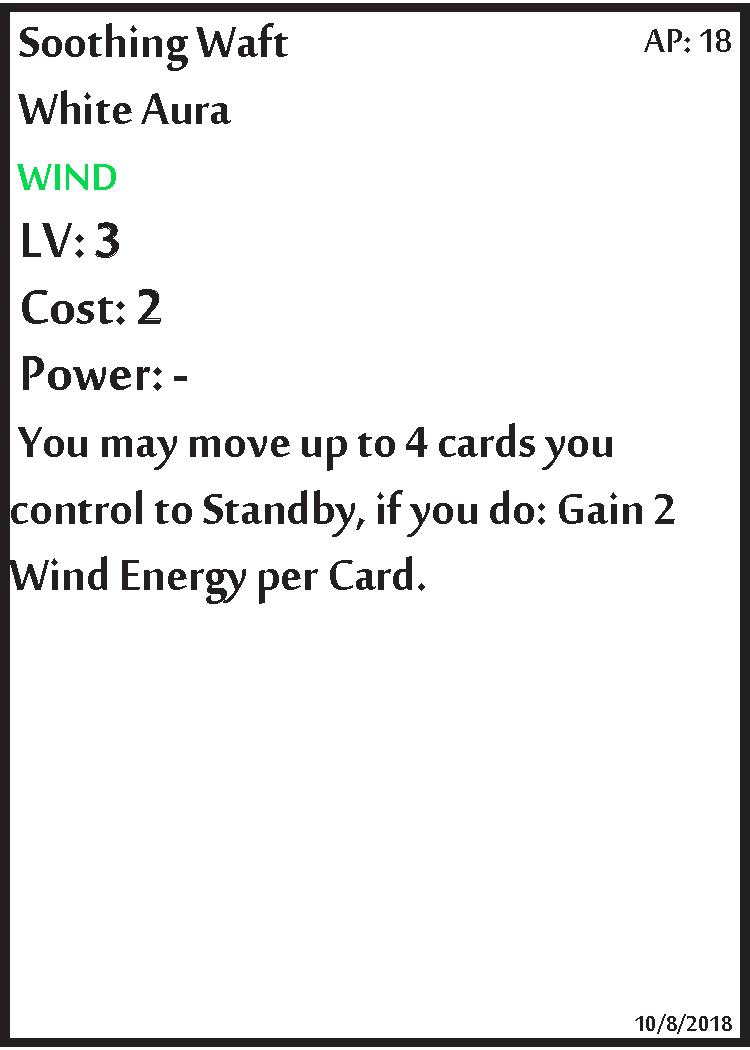 Soothing Waft
AP: 18
White Aura
WIND
LV: 3
Cost: 2
Power: -
You may move up to 4 cards you
control to Standby, if you do: Gain 2
Wind Energy per Card.
10/8/2018